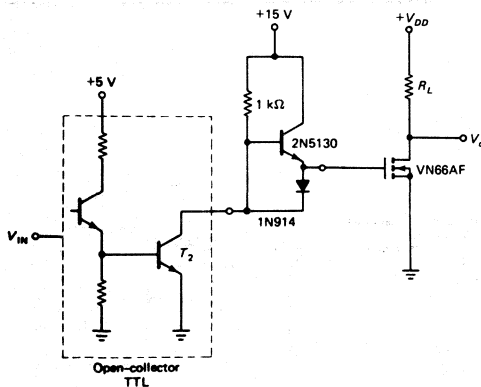 +15 V
+V_DD
+5 V
1 kΩ
R_L
2N5130
V_o
VN66AF
1N914
V_IN
T_2
Open-collector
TTL